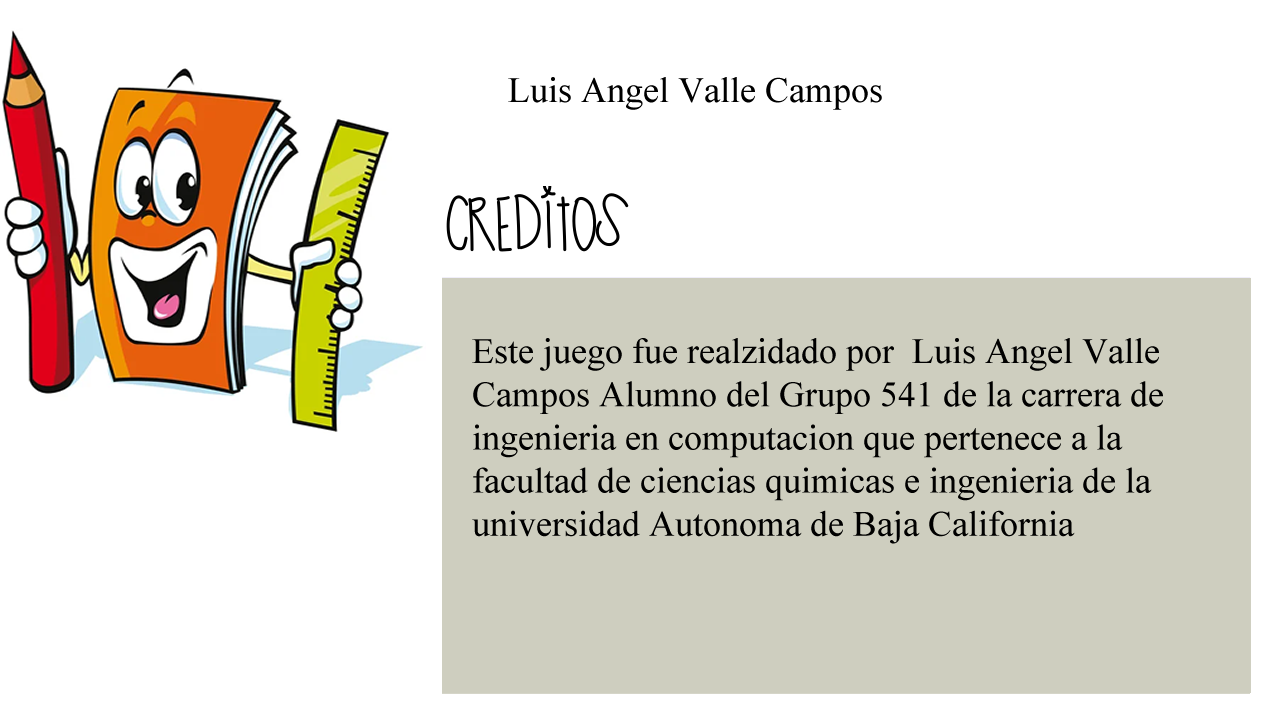 Luis Angel Valle Campos
CREDITOS
Este juego fue realzidado por  Luis Angel Valle
Campos Alumno del Grupo 541 de la carrera de
ingenieria en computacion que pertenece a la
facultad de ciencias quimicas e ingenieria de la
universidad Autonoma de Baja California